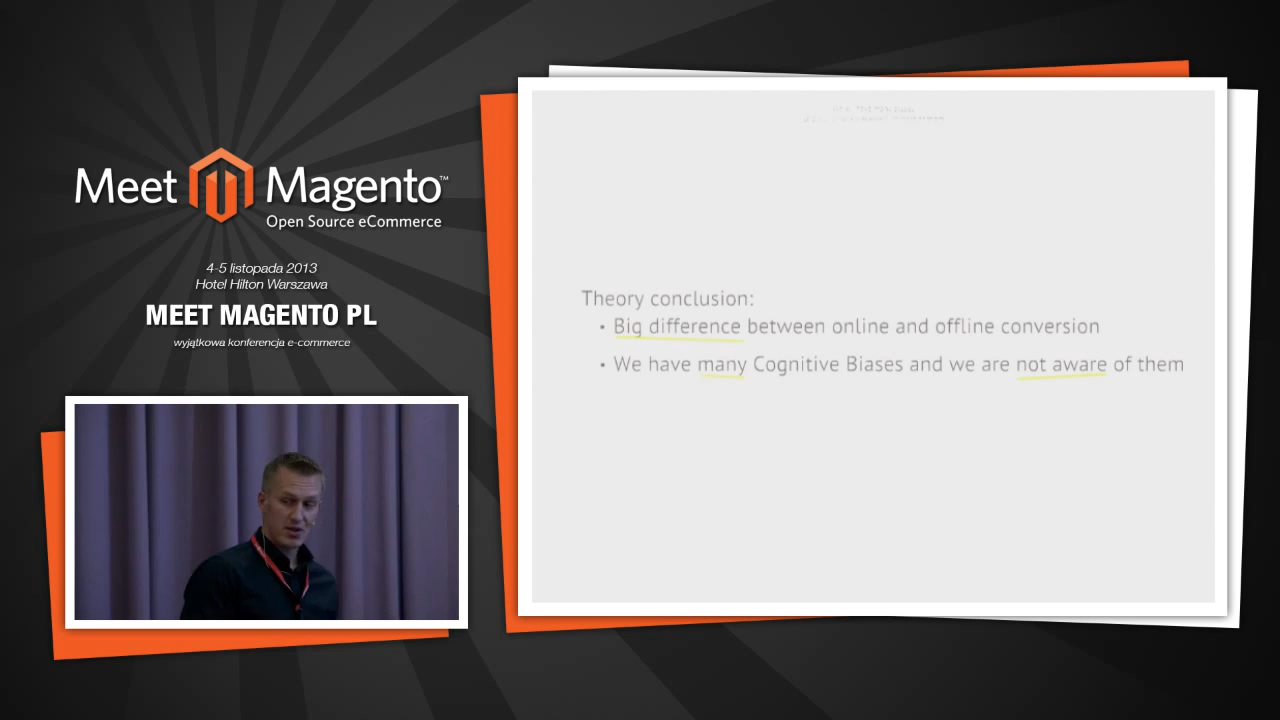 Meet Magento™
Open Source eCommerce
4-5 listopada 2013
Hotel Hilton Warszawa
MEET MAGENTO PL
wyjątkowa konferencja e-commerce
Theory conclusion:
• Big difference between online and offline conversion
• We have many Cognitive Biases and we are not aware of them